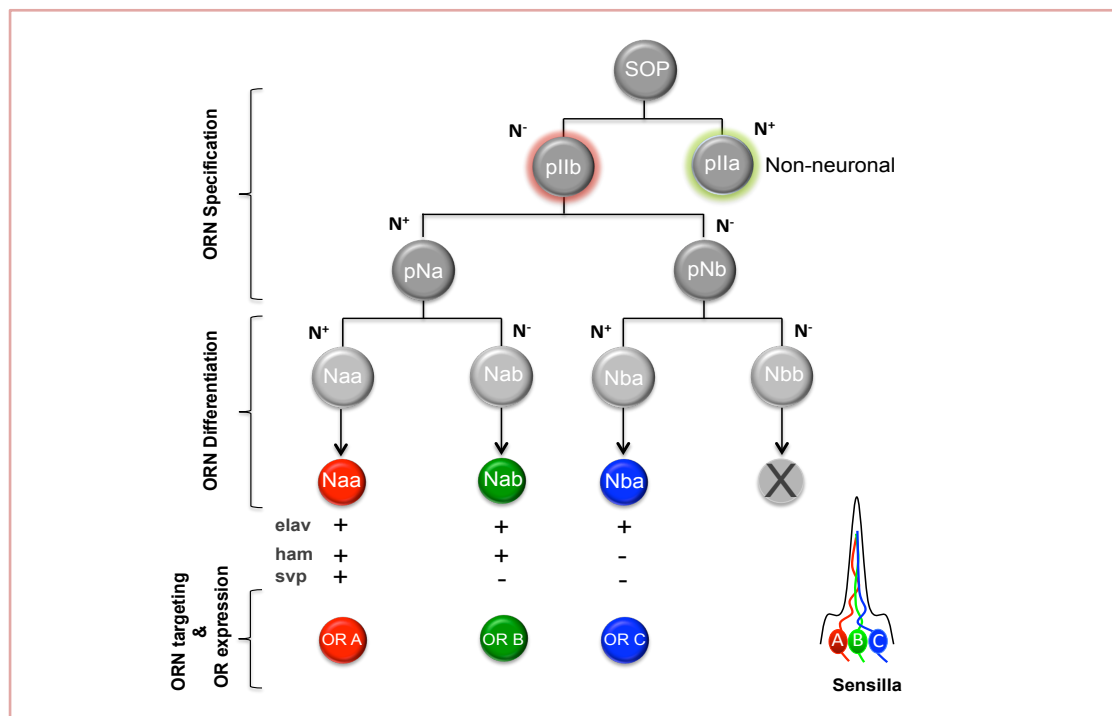 SOP
N⁻
N⁺
pIIb
pIIa
Non-neuronal
ORN Specification
N⁺
N⁻
pNa
pNb
N⁺
N⁻
N⁺
N⁻
Naa
Nab
Nba
Nbb
ORN Differentiation
Naa
Nab
Nba
X
elav + + +
ham + + -
svp + - -
ORN targeting
&
OR expression
OR A
OR B
OR C
A B C
Sensilla